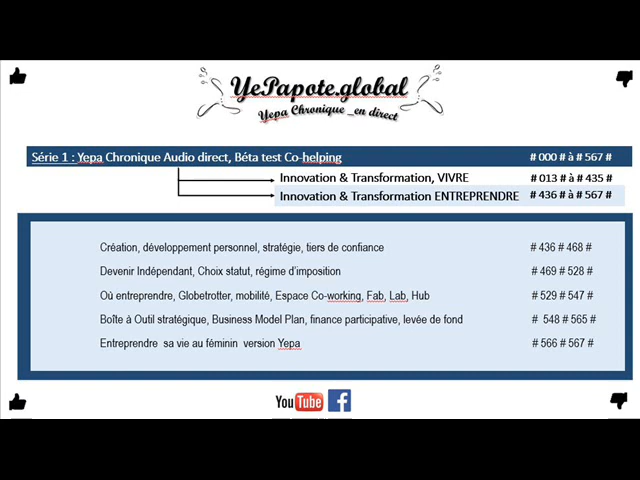 YePapote.global
Yepa Chronique _en direct
Série 1 : Yepa Chronique Audio direct, Béta test Co-helping # 000 # à # 567 #
Innovation & Transformation, VIVRE # 013 # à # 435 #
Innovation & Transformation ENTREPRENDRE # 436 # à # 567 #
Création, développement personnel, stratégie, tiers de confiance # 436 # 468 #
Devenir Indépendant, Choix statut, régime d'imposition # 469 # 528 #
Où entreprendre, Globetrotter, mobilité, Espace Co-working, Fab, Lab, Hub # 529 # 547 #
Boîte à Outil stratégique, Business Model Plan, finance participative, levée de fond # 548 # 565 #
Entreprendre sa vie au féminin version Yepa # 566 # 567 #
YouTube f